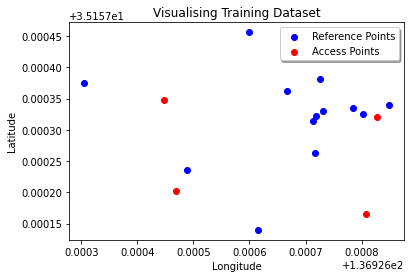 Visualising Training Dataset
+3.5157e1
Reference Points
Access Points
Latitude
0.00045
0.00040
0.00035
0.00030
0.00025
0.00020
0.00015
0.0003
0.0004
0.0005
0.0006
0.0007
0.0008
Longitude
+1.36926e2